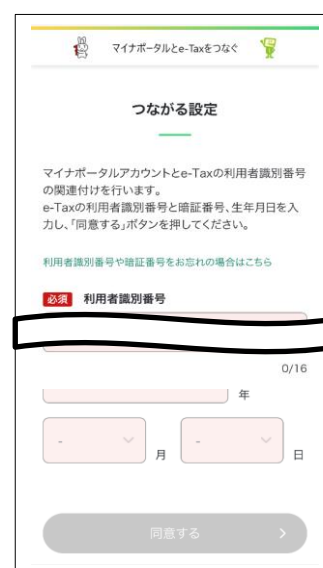 マイナポータルとe-Taxをつなぐ
つながる設定
マイナポータルアカウントとe-Taxの利用者識別番号
の関連付けを行います。
e-Taxの利用者識別番号と暗証番号、生年月日を入
力し、「同意する」ボタンを押してください。
利用者識別番号や暗証番号をお忘れの場合はこちら
必須 利用者識別番号
0/16
年
- 月 - 日
同意する